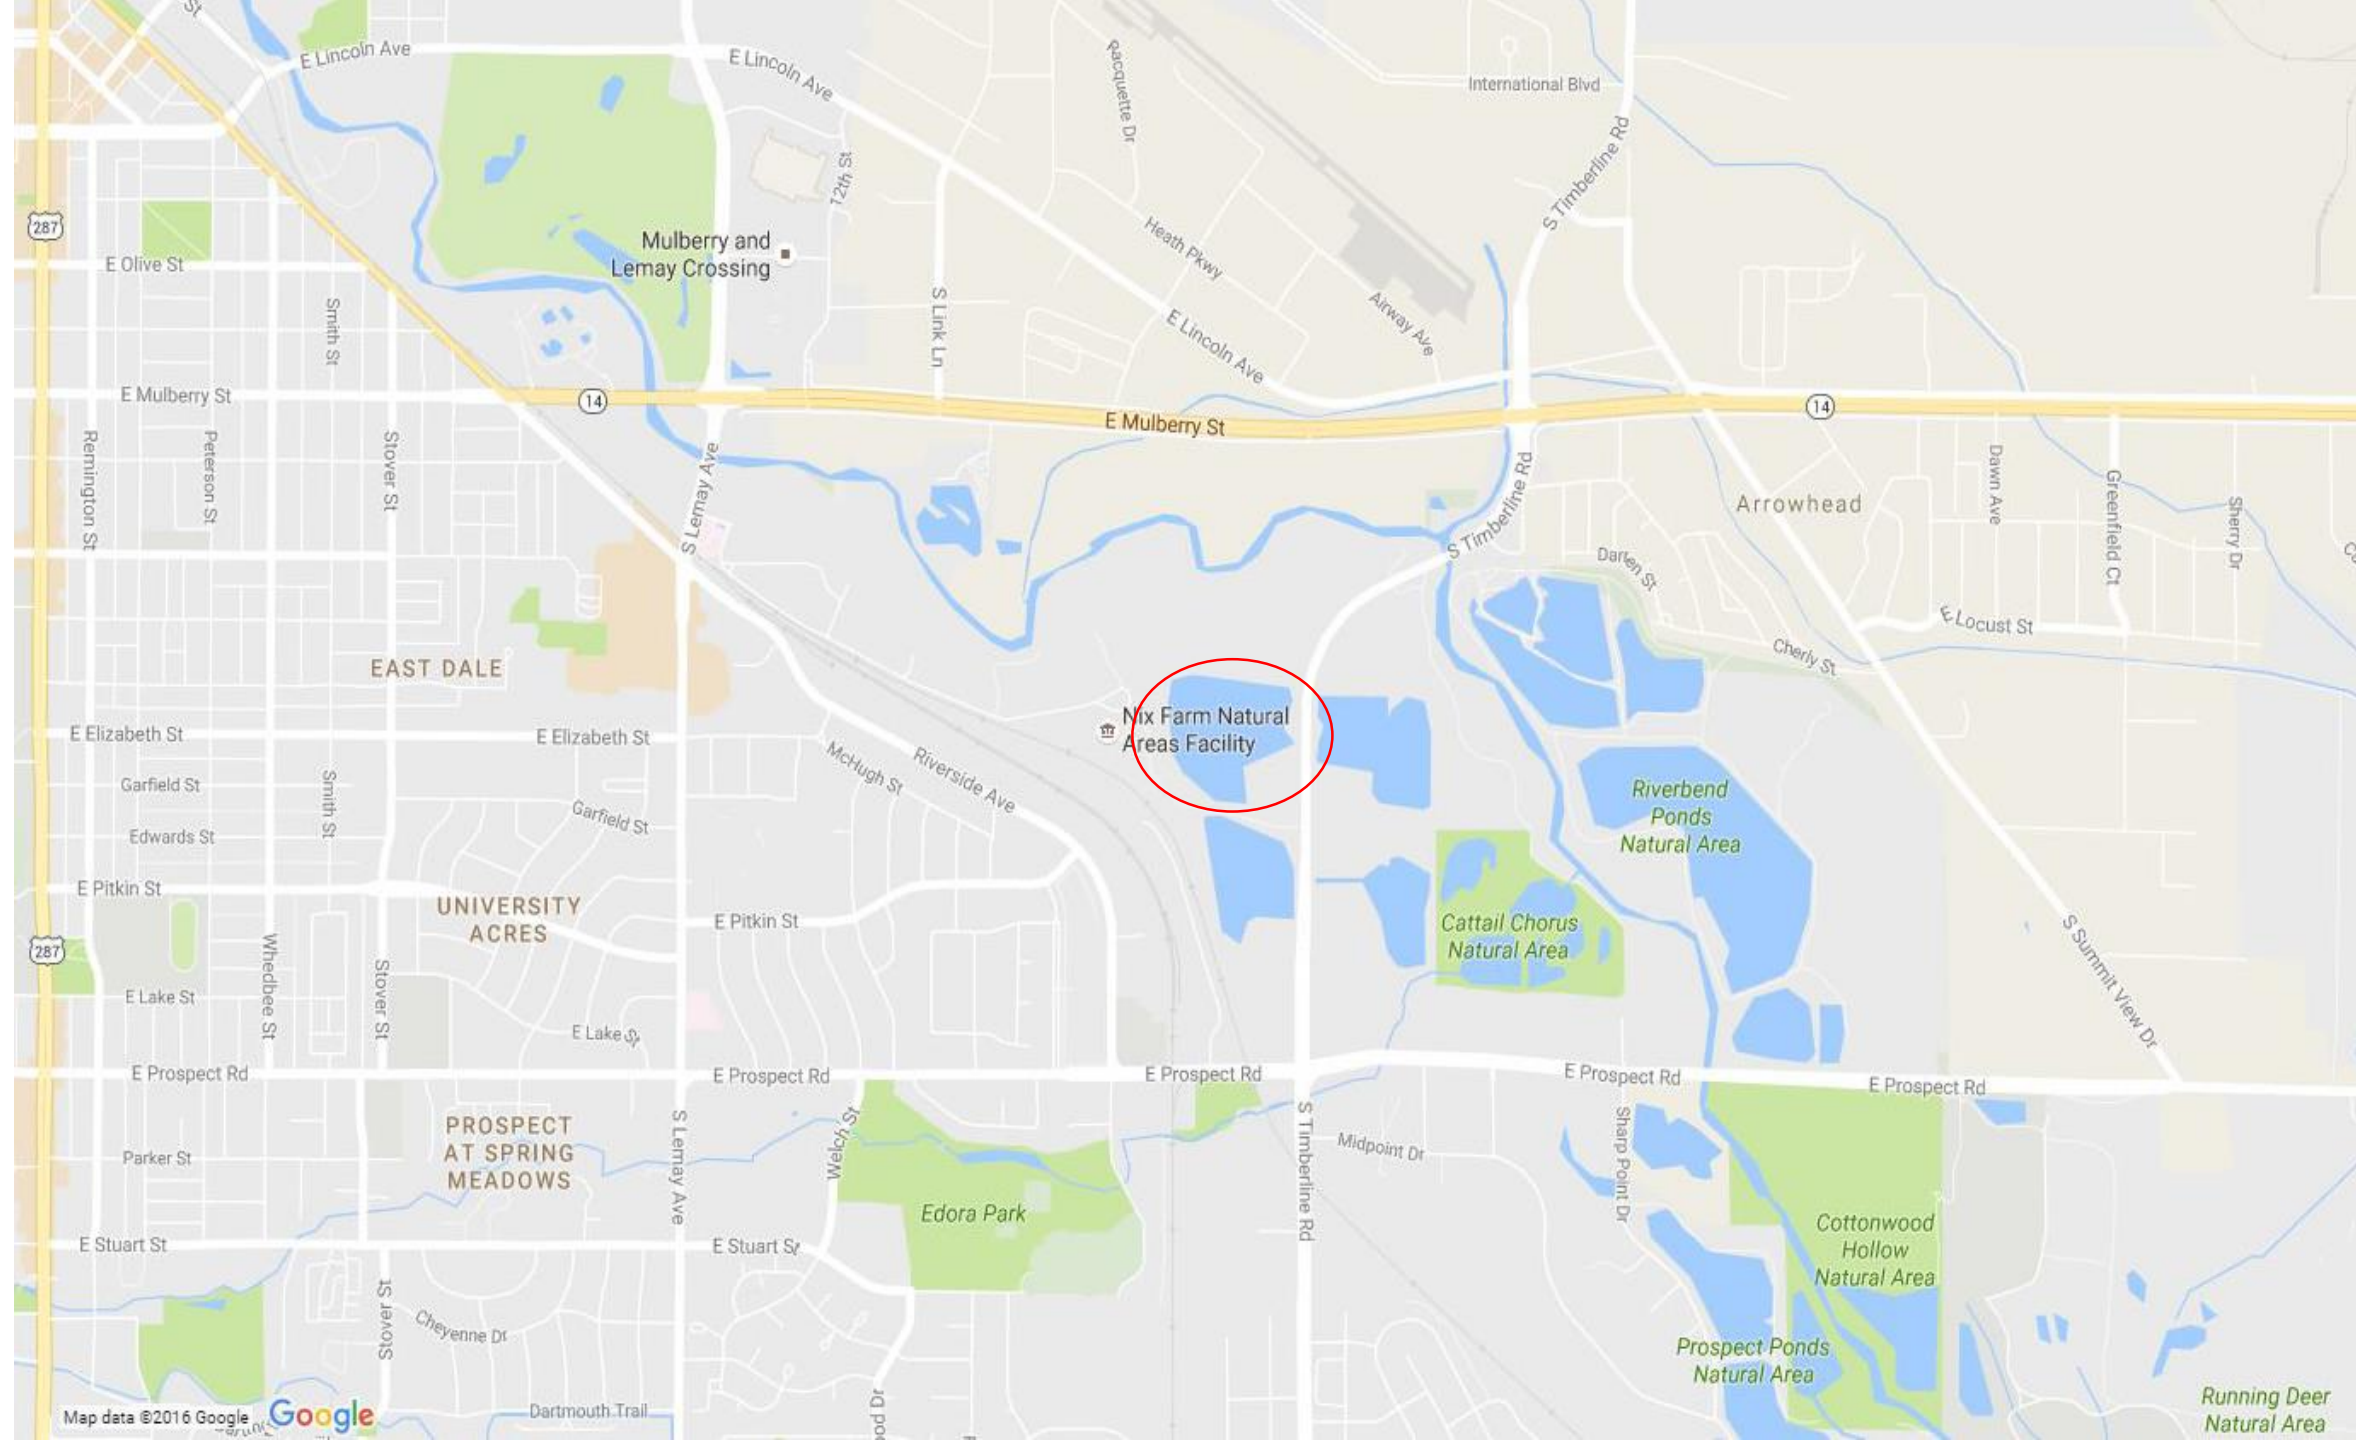 St
E Lincoln Ave
E Lincoln Ave
Racquette Dr
International Blvd
S Timberline Rd
12th St
287
E Olive St
Mulberry and
Lemay Crossing
Heath Pkwy
Smith St
S Link Ln
E Lincoln Ave
Airway Ave
E Mulberry St
14
E Mulberry St
14
Remington St
Peterson St
Stover St
S Lemay Ave
S Timberline Rd
Arrowhead
Dawn Ave
Greenfield Ct
Sherry Dr
Darren St
E Locust St
Cherly St
EAST DALE
E Elizabeth St
E Elizabeth St
Nix Farm Natural
Areas Facility
McHugh St
Riverside Ave
Garfield St
Smith St
Garfield St
Edwards St
Riverbend
Ponds
Natural Area
E Pitkin St
UNIVERSITY
ACRES
E Pitkin St
Cattail Chorus
Natural Area
287
Whedbee St
Stover St
S Summit View Dr
E Lake St
E Lake St
E Prospect Rd
E Prospect Rd
E Prospect Rd
E Prospect Rd
E Prospect Rd
PROSPECT
AT SPRING
MEADOWS
S Lemay Ave
Welch St
S Timberline Rd
Midpoint Dr
Sharp Point Dr
Parker St
Edora Park
Cottonwood
Hollow
Natural Area
E Stuart St
E Stuart St
Stover St
Cheyenne Dr
Prospect Ponds
Natural Area
Running Deer
Natural Area
Dartmouth Trail
ood Dr
Map data ©2016 Google
Google